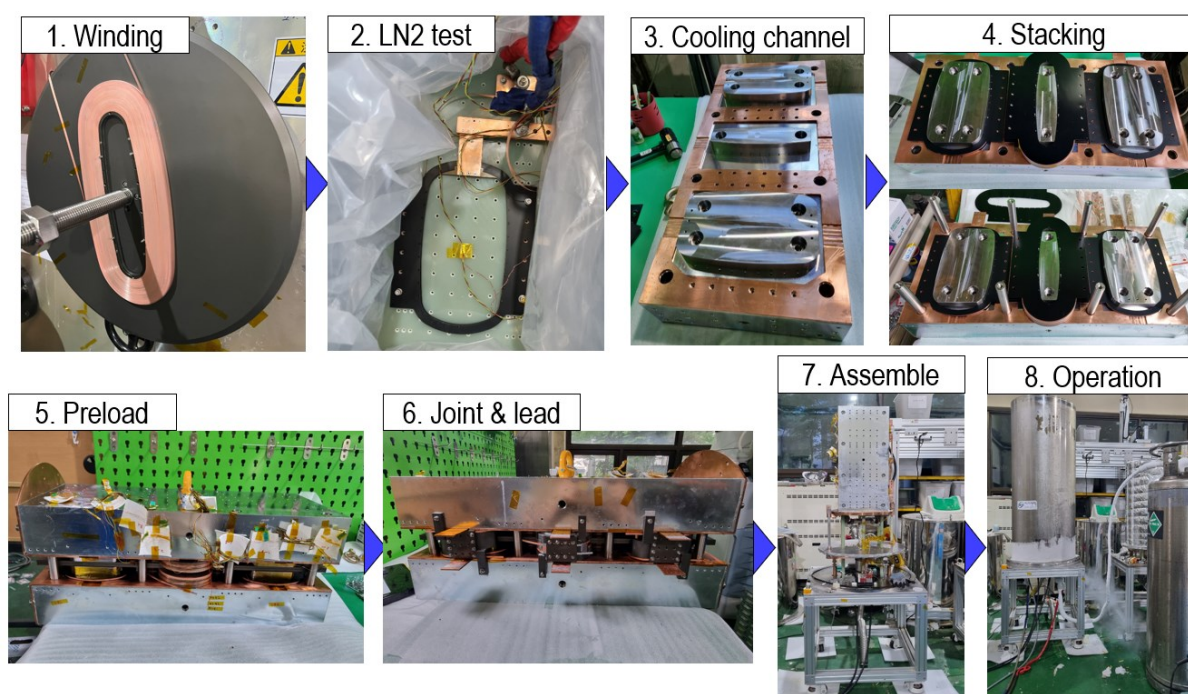 1. Winding
2. LN2 test
3. Cooling channel
4. Stacking
5. Preload
6. Joint & lead
7. Assemble
8. Operation